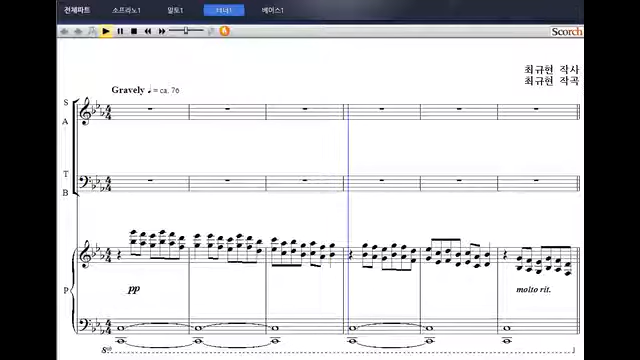 전체파트 소프라노1 알토1 테너1 베이스1
Scorch
최규현 작사
최규현 작곡
Gravely ♩ = ca. 76
S
A
T
B
P
pp
molto rit.
8vb